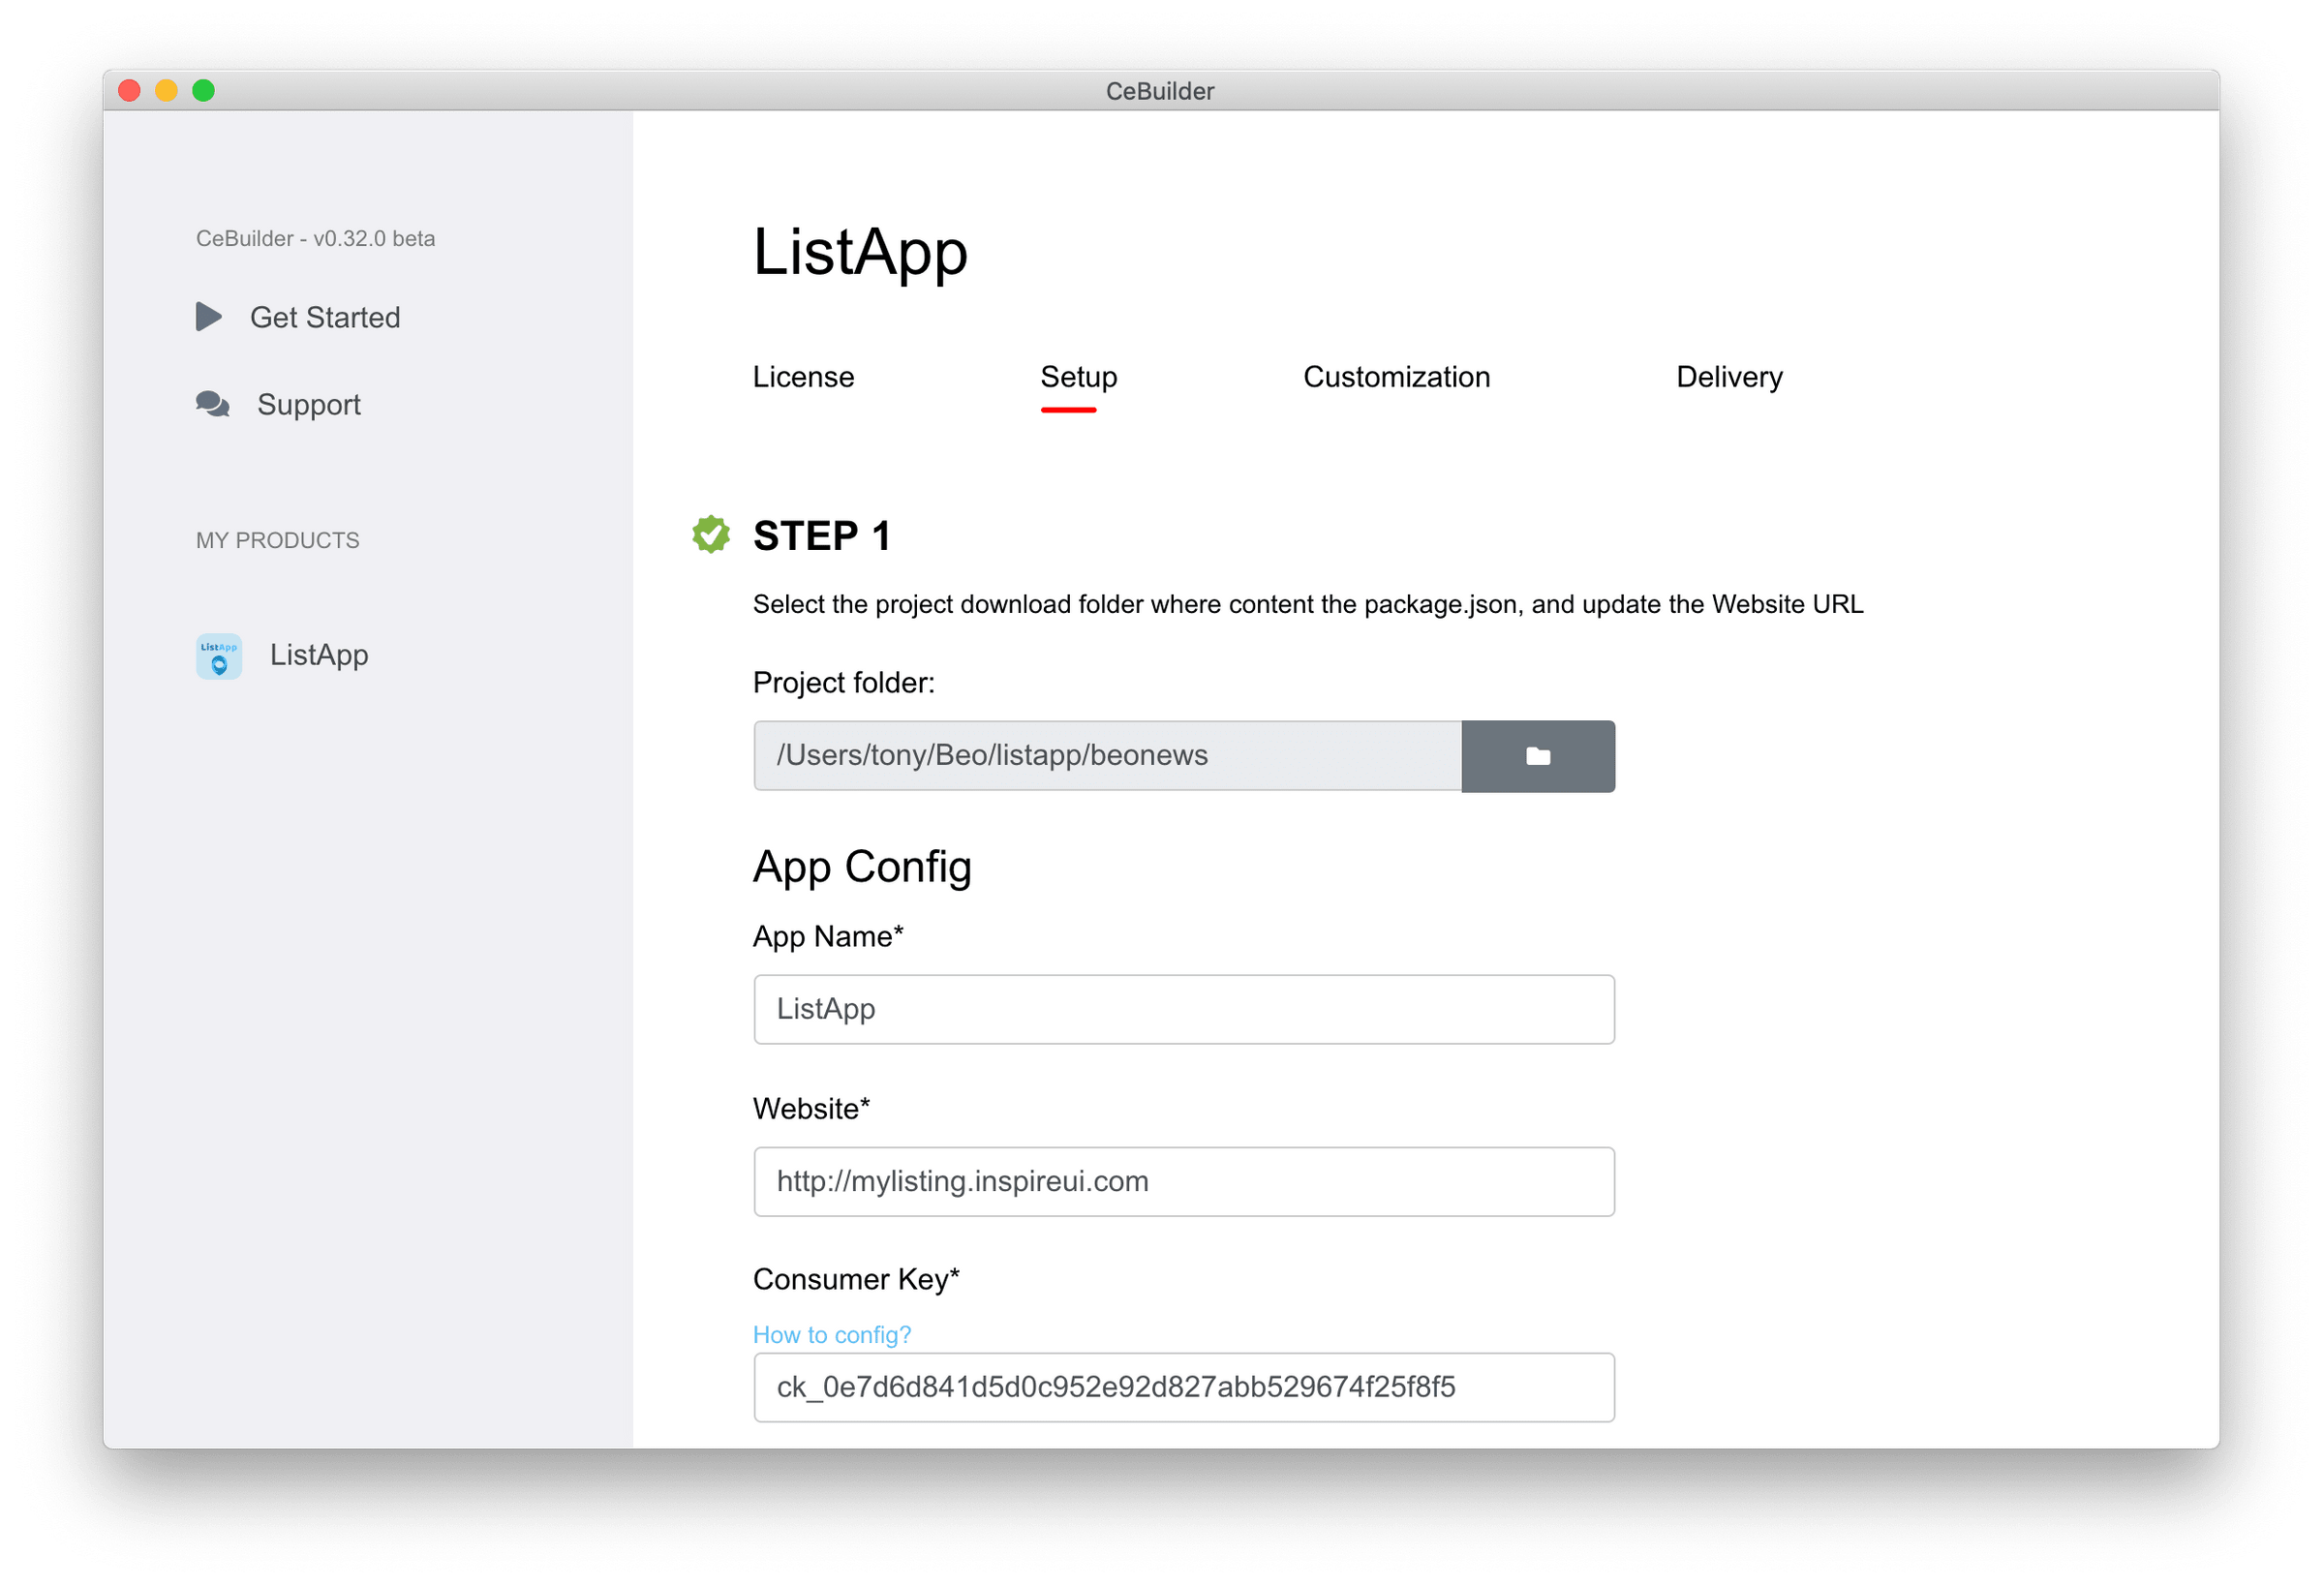 CeBuilder
CeBuilder - v0.32.0 beta
Get Started
Support
MY PRODUCTS
ListApp
ListApp
ListApp
License
Setup
Customization
Delivery
STEP 1
Select the project download folder where content the package.json, and update the Website URL
Project folder:
/Users/tony/Beo/listapp/beonews
App Config
App Name*
ListApp
Website*
http://mylisting.inspireui.com
Consumer Key*
How to config?
ck_0e7d6d841d5d0c952e92d827abb529674f25f8f5